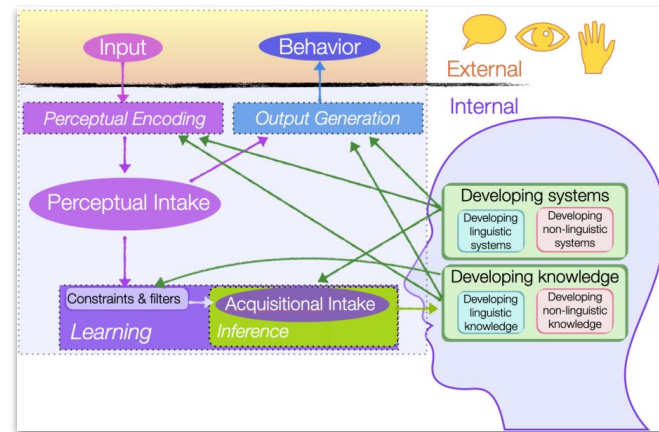 Input
Behavior
External
Internal
Perceptual Encoding
Output Generation
Perceptual Intake
Developing systems
Developing
linguistic
systems
Developing
non-linguistic
systems
Developing knowledge
Developing
linguistic
knowledge
Developing
non-linguistic
knowledge
Constraints & filters
Acquisitional Intake
Learning
Inference